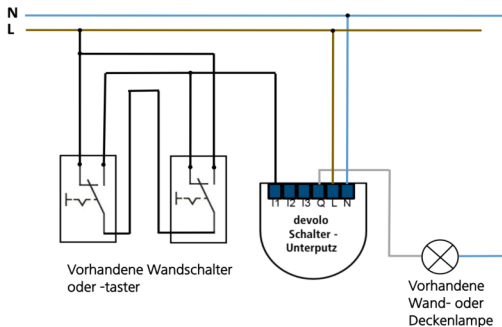 N
L
I1 I2 I3 Q L N
devolo
Schalter -
Unterputz
Vorhandene Wandschalter
oder -taster
Vorhandene
Wand- oder
Deckenlampe